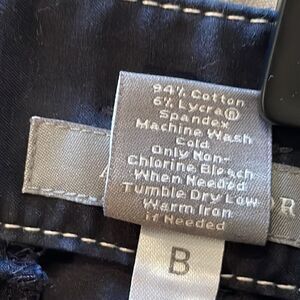 94% Cotton
6% Lycra®
Spandex
Machine Wash
Cold
Only Non-
Chlorine Bleach
When Needed
Tumble Dry Low
Warm Iron
if Needed
B